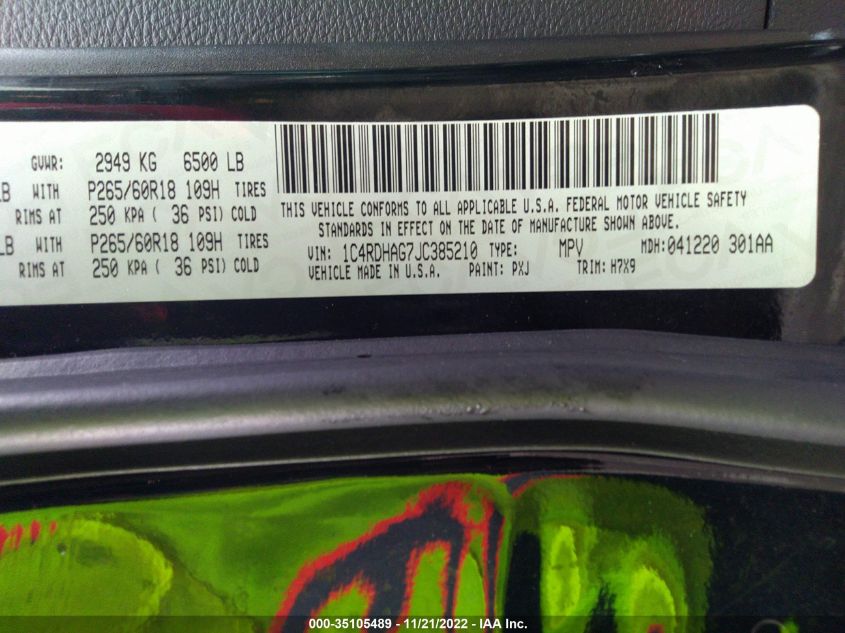 GVWR: 2949 KG 6500 LB
LB WITH P265/60R18 109H TIRES
RIMS AT 250 KPA ( 36 PSI) COLD
LB WITH P265/60R18 109H TIRES
RIMS AT 250 KPA ( 36 PSI) COLD
THIS VEHICLE CONFORMS TO ALL APPLICABLE U.S.A. FEDERAL MOTOR VEHICLE SAFETY
STANDARDS IN EFFECT ON THE DATE OF MANUFACTURE SHOWN ABOVE.
VIN: 1C4RDHAG7JC385210 TYPE: MPV MDH: 041220 301AA
VEHICLE MADE IN U.S.A. PAINT: PXJ TRIM: H7X9
000-35105489 - 11/21/2022 - IAA Inc.